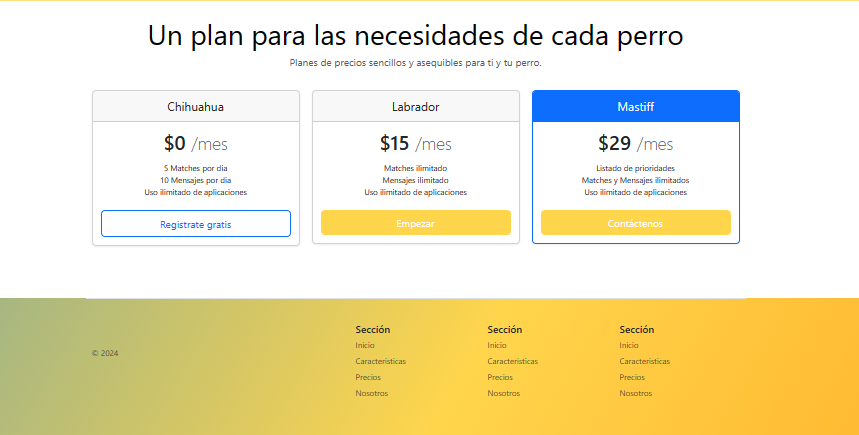 Un plan para las necesidades de cada perro
Planes de precios sencillos y asequibles para ti y tu perro.
Chihuahua
$0 /mes
5 Matches por dia
10 Mensajes por dia
Uso ilimitado de aplicaciones
Registrate gratis
Labrador
$15 /mes
Matches ilimitado
Mensajes ilimitado
Uso ilimitado de aplicaciones
Empezar
Mastiff
$29 /mes
Listado de prioridades
Matches y Mensajes ilimitados
Uso ilimitado de aplicaciones
Contáctenos
© 2024
Sección
Inicio
Características
Precios
Nosotros
Sección
Inicio
Características
Precios
Nosotros
Sección
Inicio
Características
Precios
Nosotros